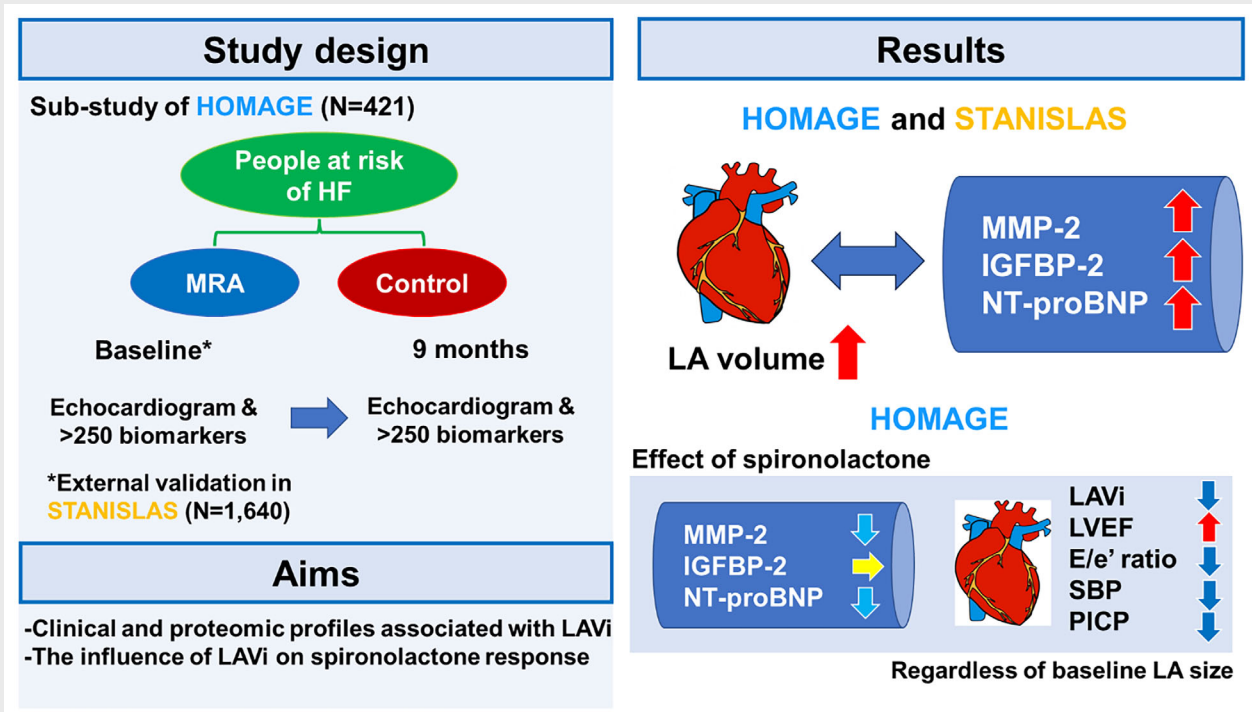 Study design
Sub-study of HOMAGE (N=421)
People at risk
of HF
MRA
Control
Baseline*
9 months
Echocardiogram &
>250 biomarkers
Echocardiogram &
>250 biomarkers
*External validation in
STANISLAS (N=1,640)
Aims
-Clinical and proteomic profiles associated with LAVi
-The influence of LAVi on spironolactone response
Results
HOMAGE and STANISLAS
LA volume
MMP-2
IGFBP-2
NT-proBNP
HOMAGE
Effect of spironolactone
MMP-2
IGFBP-2
NT-proBNP
LAVi
LVEF
E/e' ratio
SBP
PICP
Regardless of baseline LA size